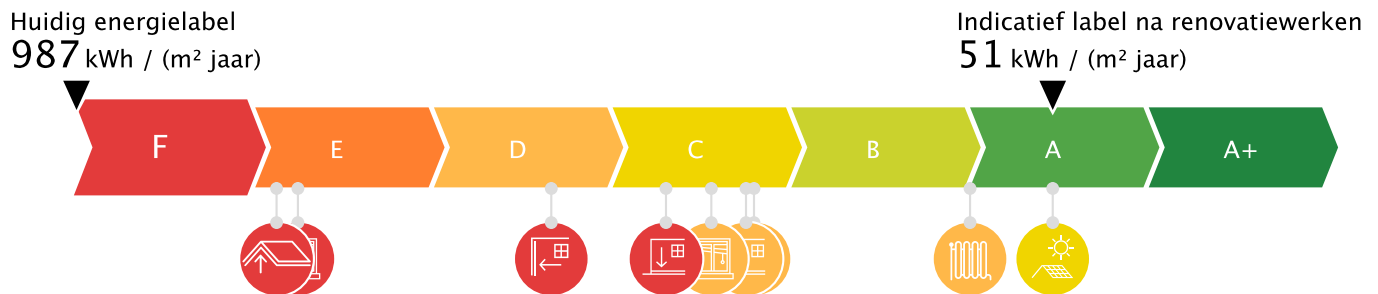 Huidig energielabel
987 kWh / (m² jaar)
Indicatief label na renovatiewerken
51 kWh / (m² jaar)
F E D C B A A+